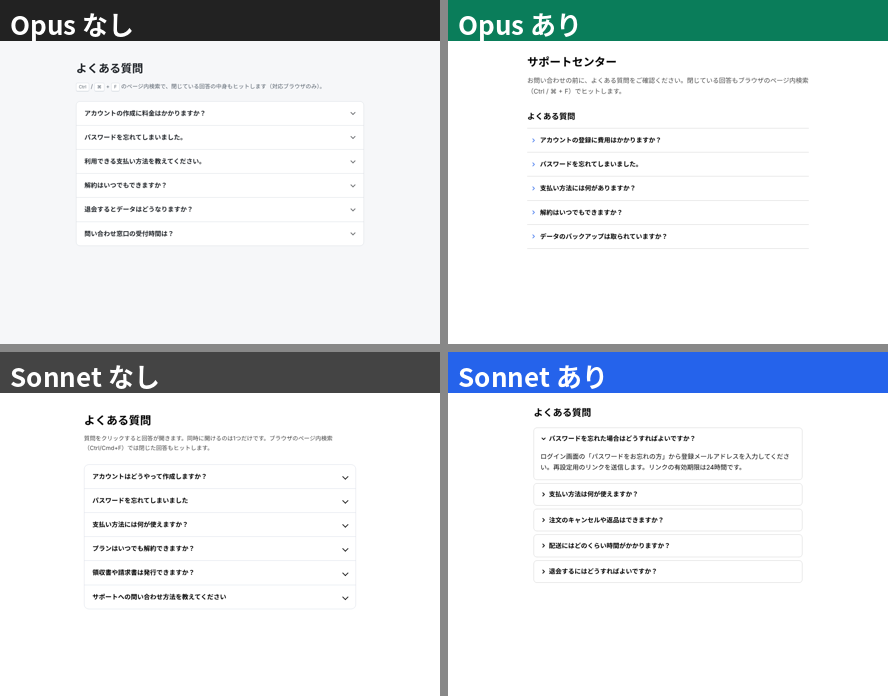 Opus なし
よくある質問
Ctrl / ⌘ + F のページ内検索で、閉じている回答の中身もヒットします（対応ブラウザのみ）。
アカウントの作成に料金はかかりますか？
パスワードを忘れてしまいました。
利用できる支払い方法を教えてください。
解約はいつでもできますか？
退会するとデータはどうなりますか？
問い合わせ窓口の受付時間は？
Opus あり
サポートセンター
お問い合わせの前に、よくある質問をご確認ください。閉じている回答もブラウザのページ内検索
（Ctrl / ⌘ + F）でヒットします。
よくある質問
アカウントの登録に費用はかかりますか？
パスワードを忘れてしまいました。
支払い方法には何がありますか？
解約はいつでもできますか？
データのバックアップは取られていますか？
Sonnet なし
よくある質問
質問をクリックすると回答が開きます。同時に開けるのは1つだけです。ブラウザのページ内検索
（Ctrl/Cmd+F）では閉じた回答もヒットします。
アカウントはどうやって作成しますか？
パスワードを忘れてしまいました
支払い方法には何が使えますか？
プランはいつでも解約できますか？
領収書や請求書は発行できますか？
サポートへの問い合わせ方法を教えてください
Sonnet あり
よくある質問
パスワードを忘れた場合はどうすればよいですか？
ログイン画面の「パスワードをお忘れの方」から登録メールアドレスを入力してくださ
い。再設定用のリンクを送信します。リンクの有効期限は24時間です。
支払い方法は何が使えますか？
注文のキャンセルや返品はできますか？
配送にはどのくらい時間がかかりますか？
退会するにはどうすればよいですか？